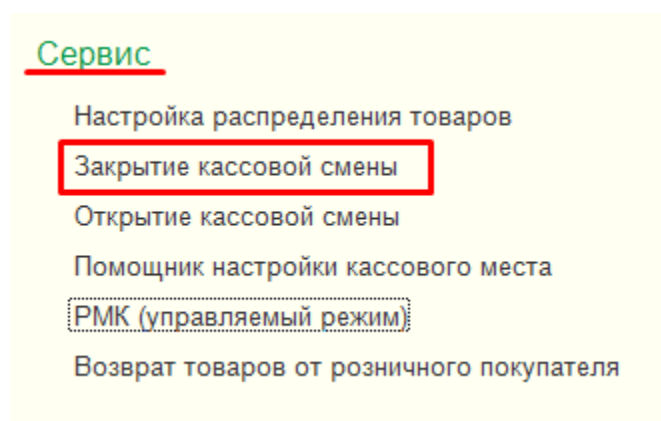 Сервис
Настройка распределения товаров
Закрытие кассовой смены
Открытие кассовой смены
Помощник настройки кассового места
РМК (управляемый режим)
Возврат товаров от розничного покупателя